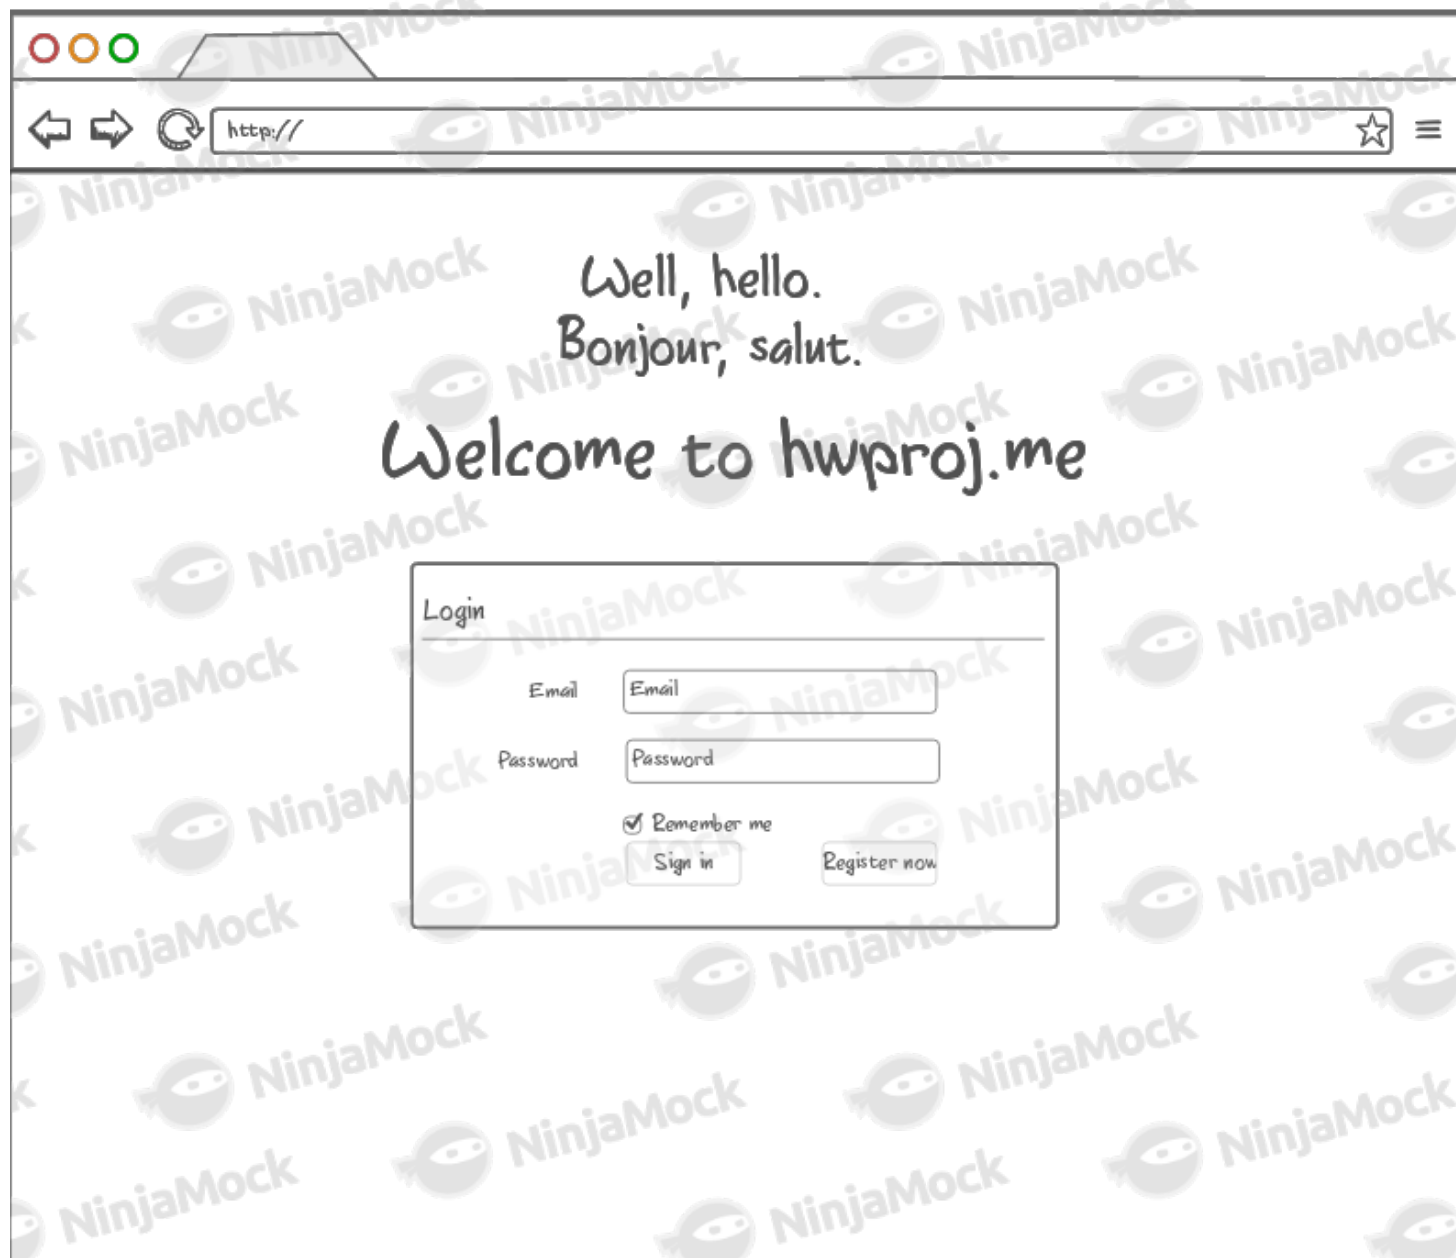 http://
Well, hello.
Bonjour, salut.
Welcome to hwproj.me
Login
Email Email
Password Password
Remember me
Sign in Register now
NinjaMock